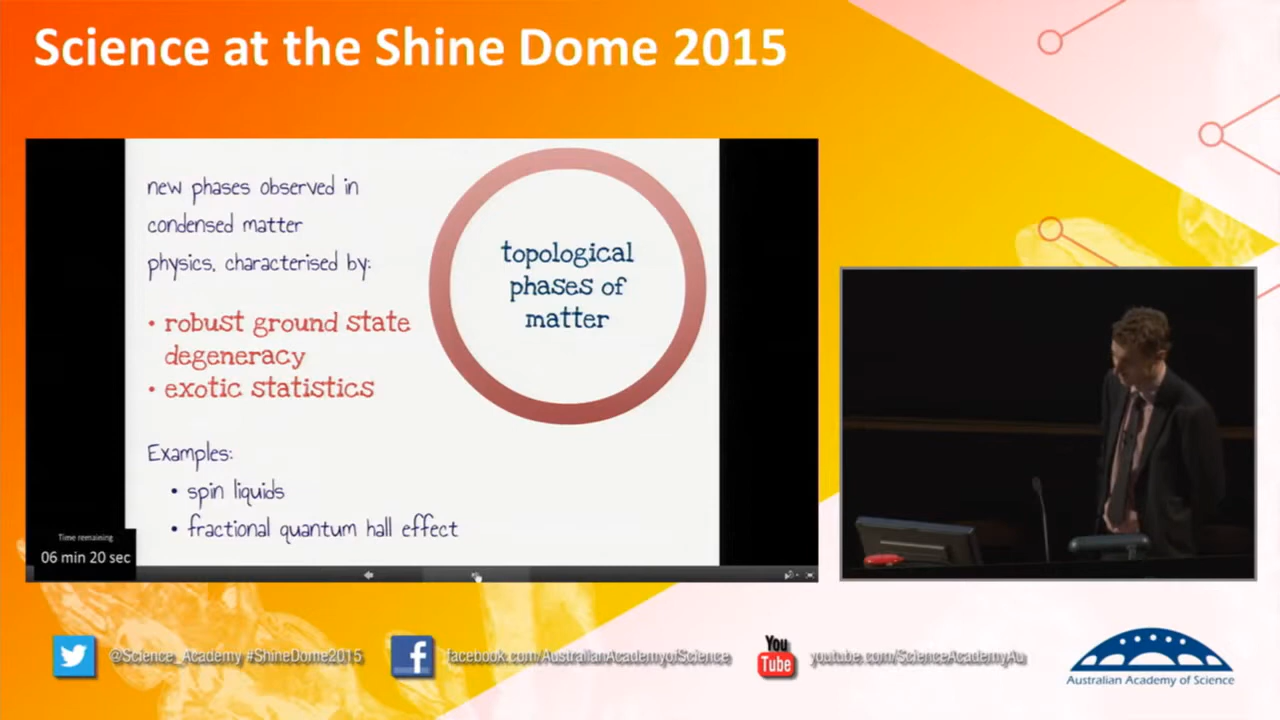 Science at the Shine Dome 2015
new phases observed in
condensed matter
physics, characterised by:
• robust ground state
degeneracy
• exotic statistics
topological
phases of
matter
Examples:
• spin liquids
• fractional quantum hall effect
Time remaining
06 min 20 sec
@Science_Academy #ShineDome2015
facebook.com/AustralianAcademyofScience
You
Tube
youtube.com/ScienceAcademyAu
Australian Academy of Science